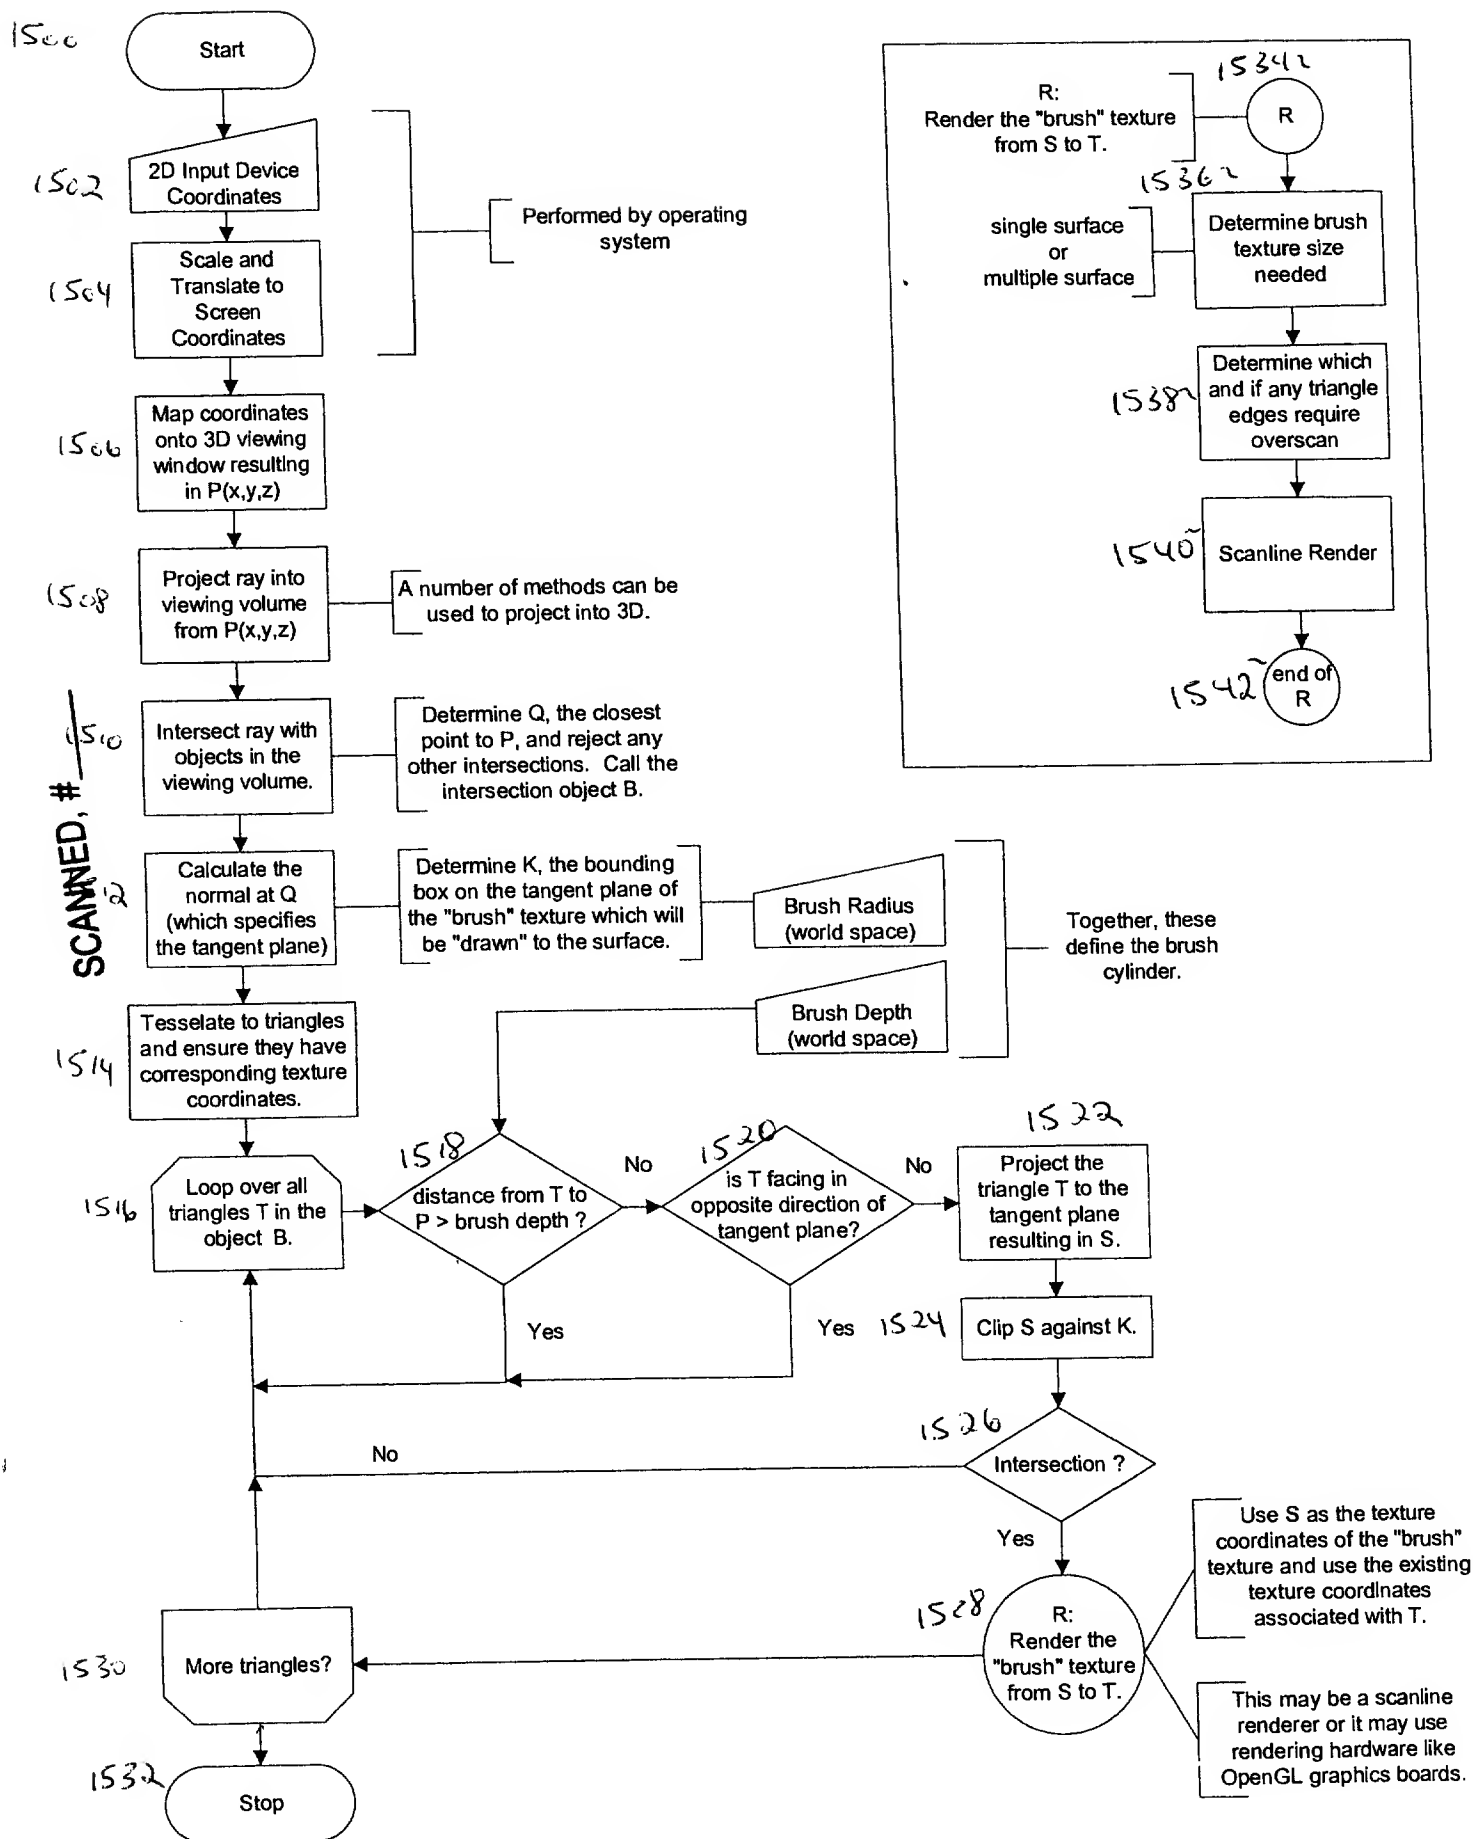 1500
Start
1502
2D Input Device
Coordinates
1504
Scale and
Translate to
Screen
Coordinates
Performed by operating
system
1506
Map coordinates
onto 3D viewing
window resulting
in P(x,y,z)
1508
Project ray into
viewing volume
from P(x,y,z)
A number of methods can be
used to project into 3D.
1510
Intersect ray with
objects in the
viewing volume.
Determine Q, the closest
point to P, and reject any
other intersections. Call the
intersection object B.
SCANNED, #
12
Calculate the
normal at Q
(which specifies
the tangent plane)
Determine K, the bounding
box on the tangent plane of
the "brush" texture which will
be "drawn" to the surface.
Brush Radius
(world space)
Brush Depth
(world space)
Together, these
define the brush
cylinder.
1514
Tesselate to triangles
and ensure they have
corresponding texture
coordinates.
1516
Loop over all
triangles T in the
object B.
1518
distance from T to
P > brush depth ?
No
Yes
1520
is T facing in
opposite direction of
tangent plane?
No
Yes
1522
Project the
triangle T to the
tangent plane
resulting in S.
1524
Clip S against K.
1526
Intersection ?
No
Yes
1528
R:
Render the
"brush" texture
from S to T.
Use S as the texture
coordinates of the "brush"
texture and use the existing
texture coordinates
associated with T.
This may be a scanline
renderer or it may use
rendering hardware like
OpenGL graphics boards.
1530
More triangles?
1532
Stop
1534
R:
Render the "brush" texture
from S to T.
R
1536
single surface
or
multiple surface
Determine brush
texture size
needed
1538
Determine which
and if any triangle
edges require
overscan
1540
Scanline Render
1542
end of
R